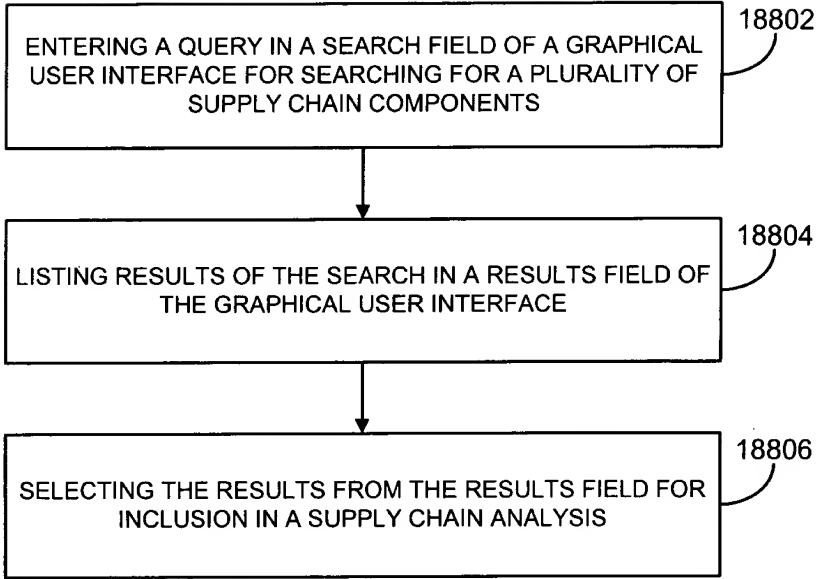 18802
ENTERING A QUERY IN A SEARCH FIELD OF A GRAPHICAL
USER INTERFACE FOR SEARCHING FOR A PLURALITY OF
SUPPLY CHAIN COMPONENTS
18804
LISTING RESULTS OF THE SEARCH IN A RESULTS FIELD OF
THE GRAPHICAL USER INTERFACE
18806
SELECTING THE RESULTS FROM THE RESULTS FIELD FOR
INCLUSION IN A SUPPLY CHAIN ANALYSIS